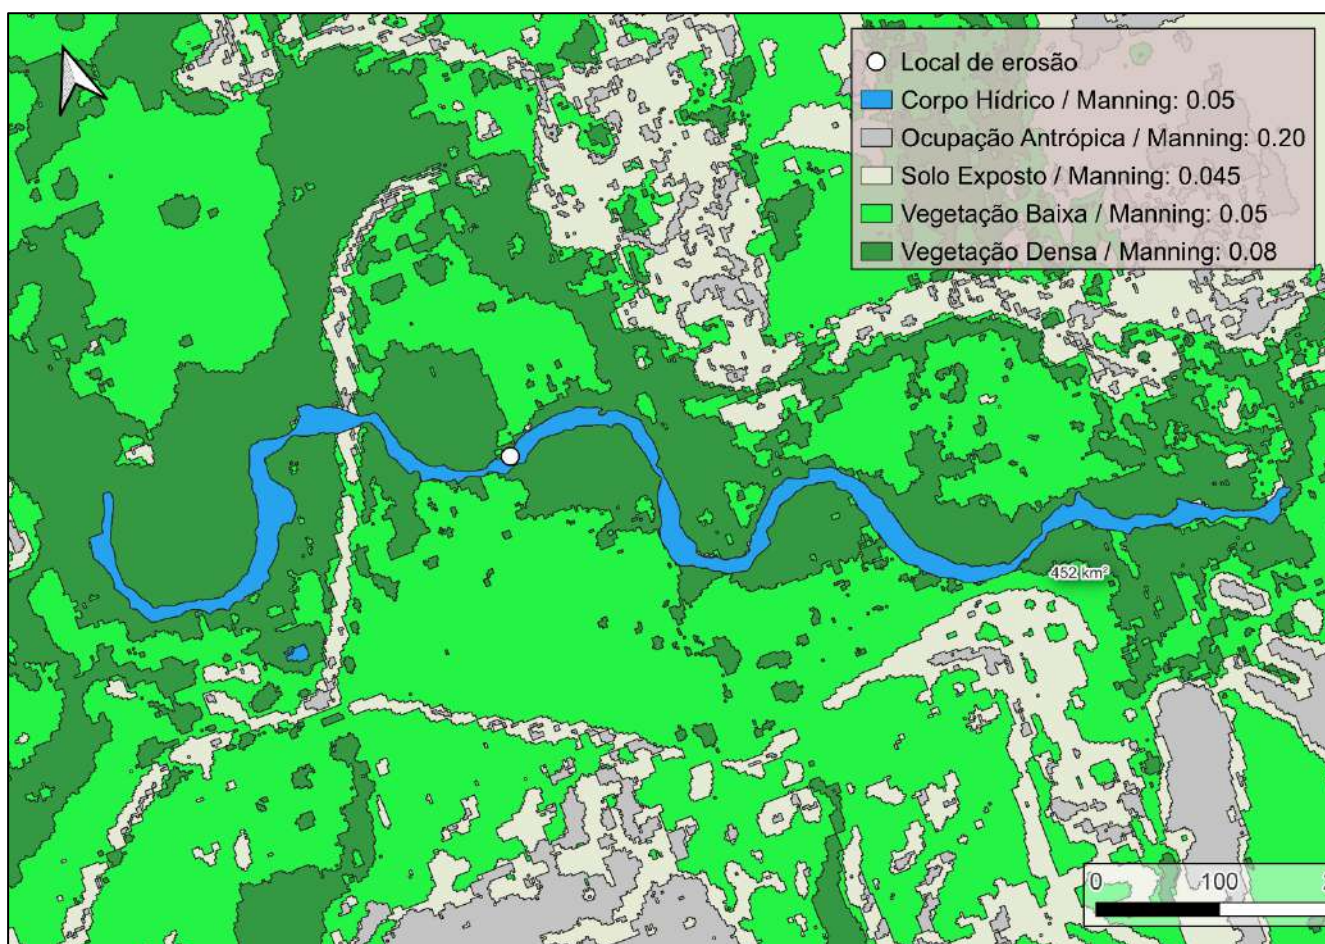 Local de erosão
Corpo Hídrico / Manning: 0.05
Ocupação Antrópica / Manning: 0.20
Solo Exposto / Manning: 0.045
Vegetação Baixa / Manning: 0.05
Vegetação Densa / Manning: 0.08
452 km²
0 100